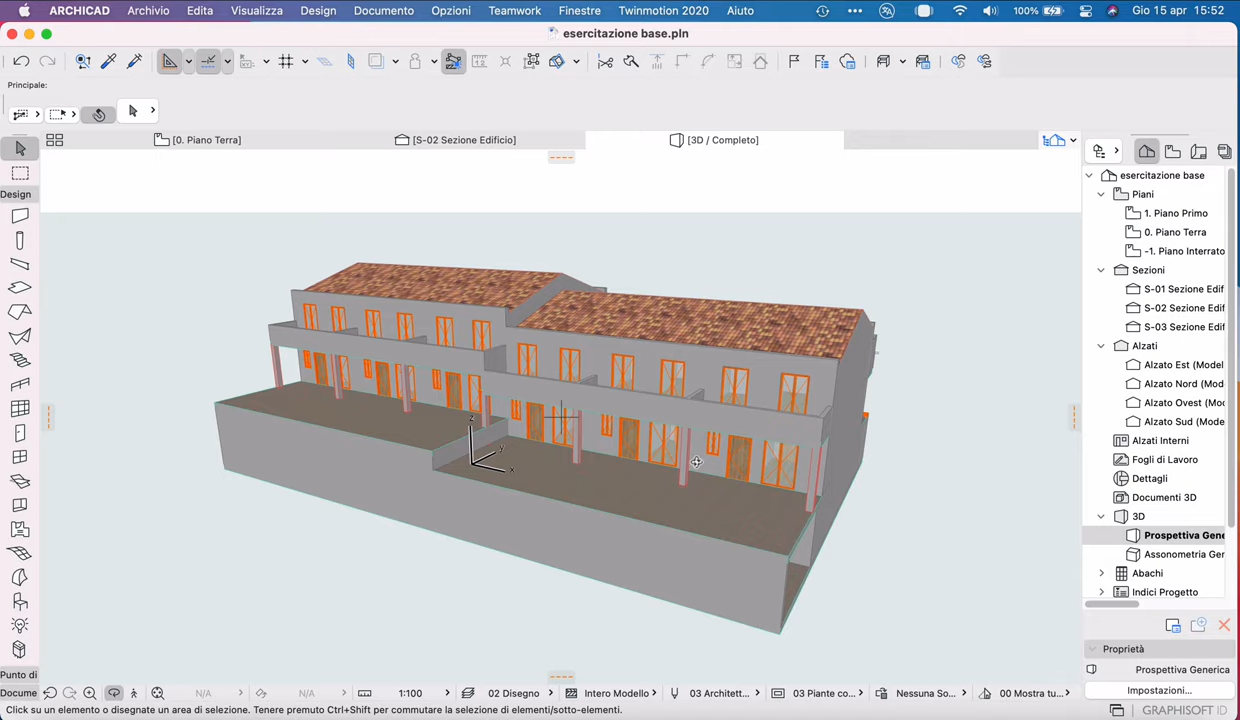 ARCHICAD Archivio Edita Visualizza Design Documento Opzioni Teamwork Finestre Twinmotion 2020 Aiuto 100% Gio 15 apr 15:52
esercitazione base.pln
Principale:
[0. Piano Terra] [S-02 Sezione Edificio] [3D / Completo]
Design
esercitazione base
Piani
1. Piano Primo
0. Piano Terra
-1. Piano Interrato
Sezioni
S-01 Sezione Edif
S-02 Sezione Edif
S-03 Sezione Edif
Alzati
Alzato Est (Model
Alzato Nord (Mod
Alzato Ovest (Mo
Alzato Sud (Mod
Alzati Interni
Fogli di Lavoro
Dettagli
Documenti 3D
3D
Prospettiva Gene
Assonometria Ger
Abachi
Indici Progetto
z
y
x
Proprietà
Prospettiva Generica
Impostazioni...
Punto di
Docume
N/A N/A 1:100 02 Disegno Intero Modello 03 Architett... 03 Piante co... Nessuna So... 00 Mostra tu...
Click su un elemento o disegnate un area di selezione. Tenere premuto Ctrl+Shift per commutare la selezione di elementi/sotto-elementi.
GRAPHISOFT ID